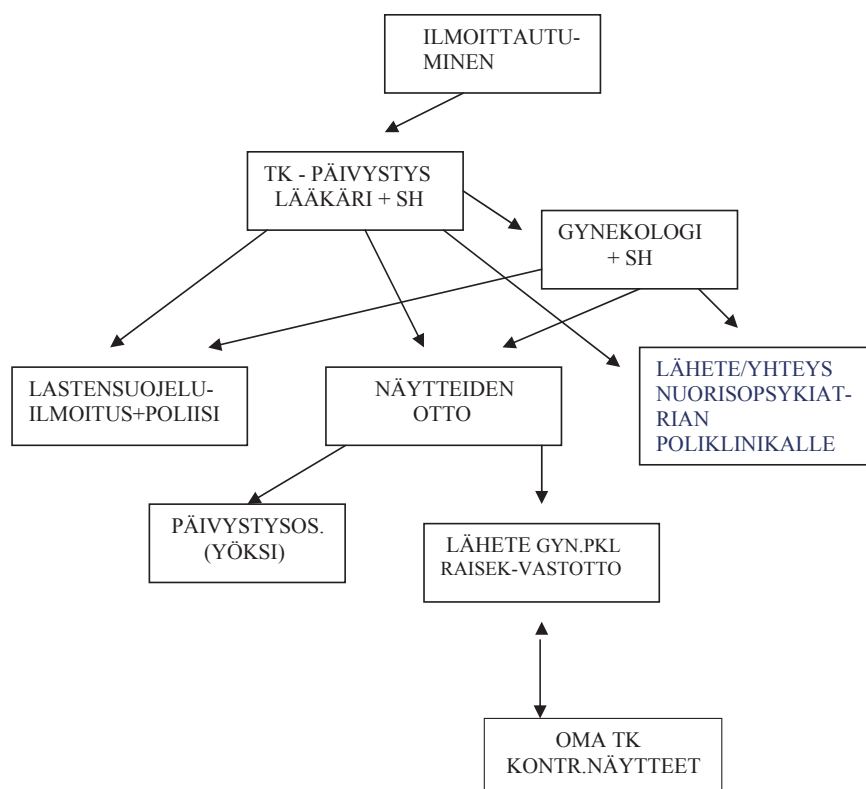 ILMOITTAUTU-
MINEN
TK - PÄIVYSTYS
LÄÄKÄRI + SH
GYNEKOLOGI
+ SH
LASTENSUOJELU-
ILMOITUS+POLIISI
NÄYTTEIDEN
OTTO
LÄHETE/YHTEYS
NUORISOPSYKIAT-
RIAN
POLIKLINIKALLE
PÄIVYSTYSOS.
(YÖKSI)
LÄHETE GYN.PKL
RAISEK-VASTOTTO
OMA TK
KONTR.NÄYTTEET